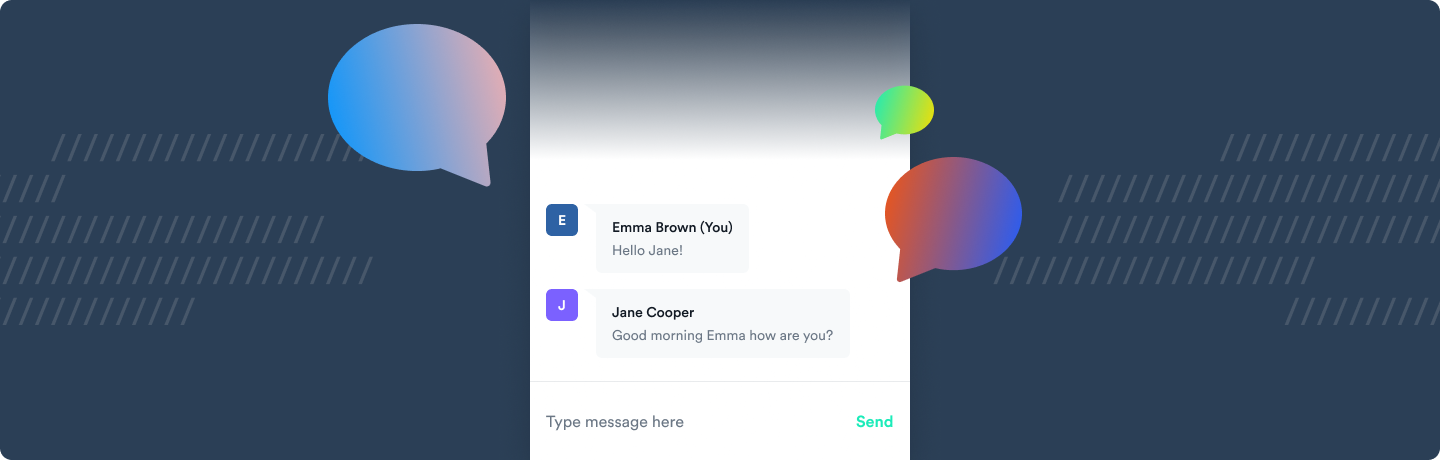 E
Emma Brown (You)
Hello Jane!
J
Jane Cooper
Good morning Emma how are you?
Type message here
Send